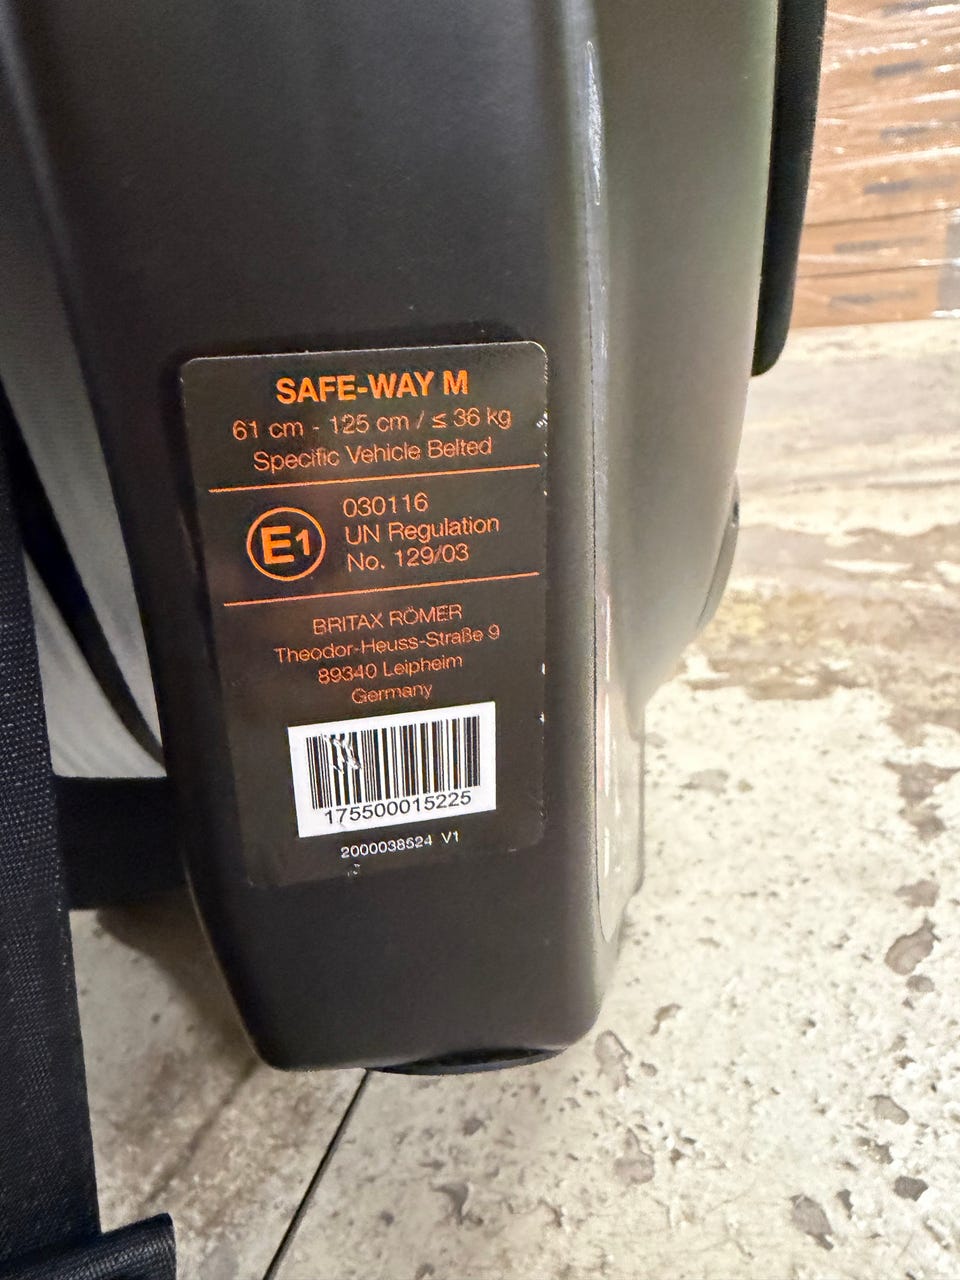 SAFE-WAY M
61 cm - 125 cm / ≤ 36 kg
Specific Vehicle Belted
E1
030116
UN Regulation
No. 129/03
BRITAX RÖMER
Theodor-Heuss-Straße 9
89340 Leipheim
Germany
175500015225
2000038524 V1